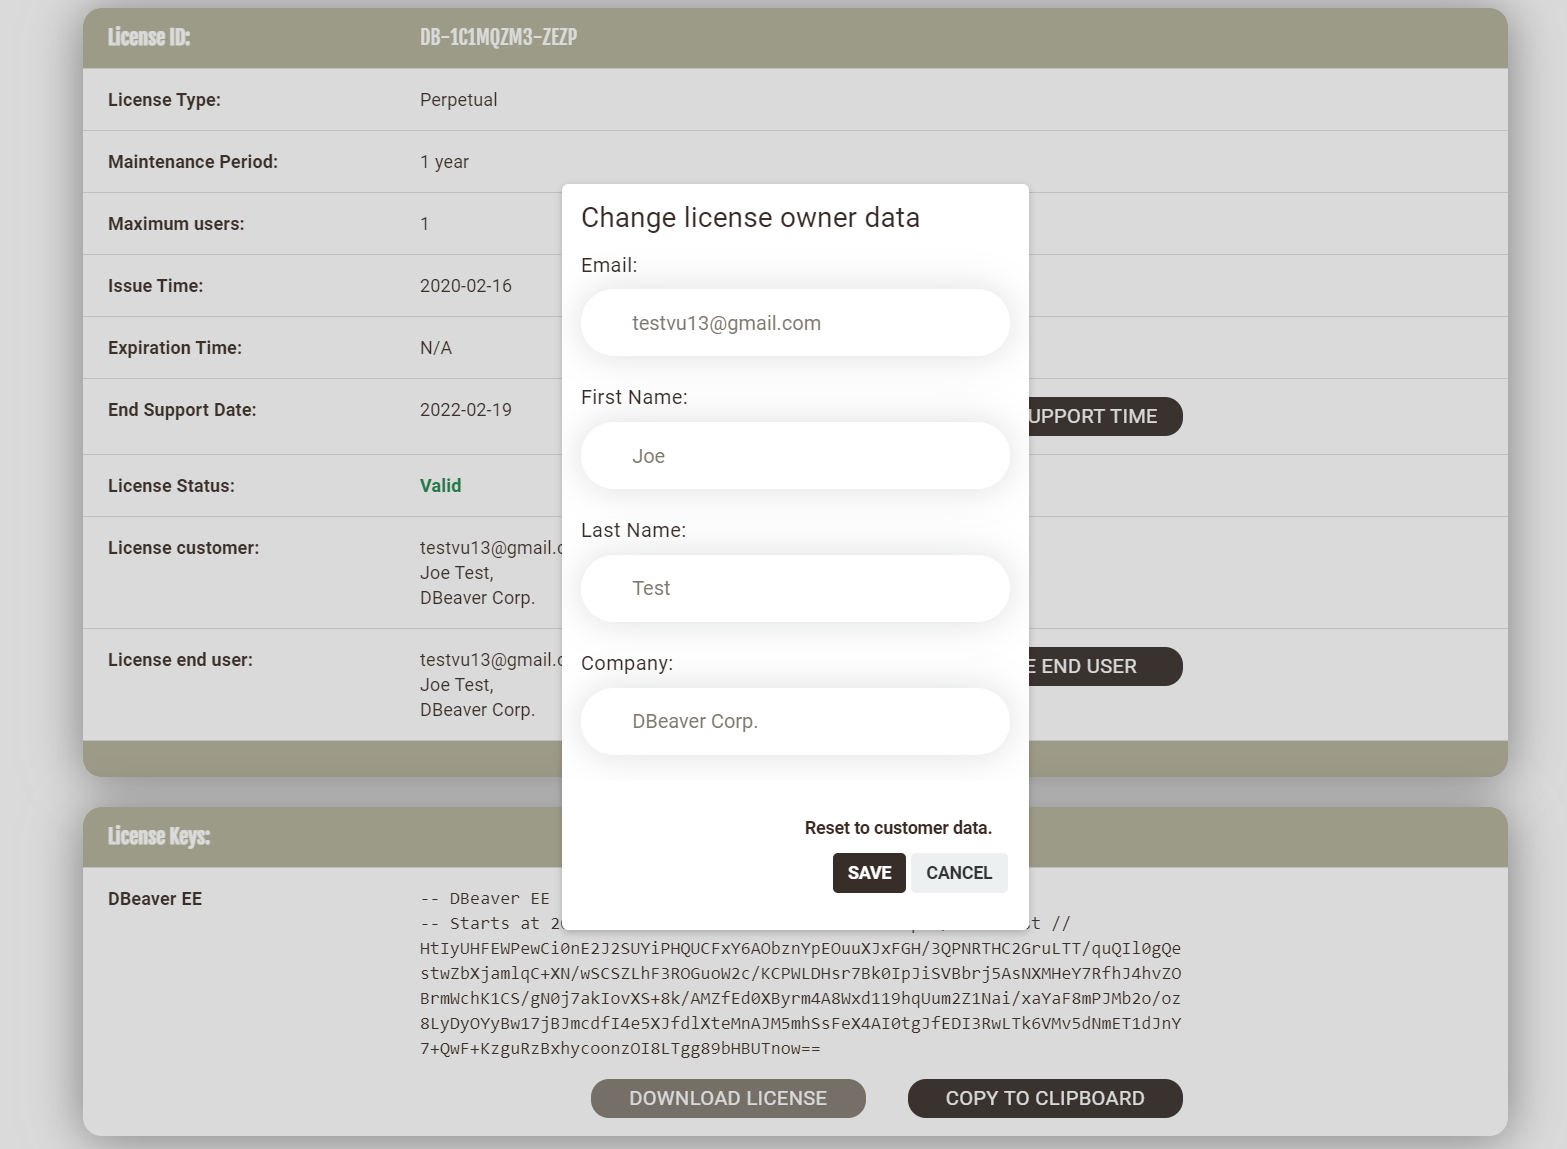 License ID: DB-1C1MQZM3-ZEZP
License Type: Perpetual
Maintenance Period: 1 year
Maximum users: 1
Issue Time: 2020-02-16
Expiration Time: N/A
End Support Date: 2022-02-19
UPPORT TIME
License Status: Valid
License customer: testvu13@gmail.c
Joe Test,
DBeaver Corp.
License end user: testvu13@gmail.c
Joe Test,
DBeaver Corp.
E END USER
Change license owner data
Email:
testvu13@gmail.com
First Name:
Joe
Last Name:
Test
Company:
DBeaver Corp.
Reset to customer data.
SAVE CANCEL
License Keys:
DBeaver EE
-- DBeaver EE
-- Starts at 20 t //
HtIyUHFEWPewCi0nE2J2SUYiPHQUCFxY6AObznYpEOuuXJxFGH/3QPNRTHC2GruLTT/quQIl0gQe
stwZbXjamlqC+XN/wSCSZLhF3ROGuoW2c/KCPWLDHsr7Bk0IpJiSVBbrj5AsNXMHeY7RfhJ4hvZO
BrmWchK1CS/gN0j7akIovXS+8k/AMZfEd0XByrm4A8Wxd119hqUum2Z1Nai/xaYaF8mPJMb2o/oz
8LyDyOYyBw17jBJmcdfI4e5XJfdlXteMnAJM5mhSsFeX4AI0tgJfEDI3RwLTk6VMv5dNmET1dJnY
7+QwF+KzguRzBxhycoonzOI8LTgg89bHBUTnow==
DOWNLOAD LICENSE COPY TO CLIPBOARD